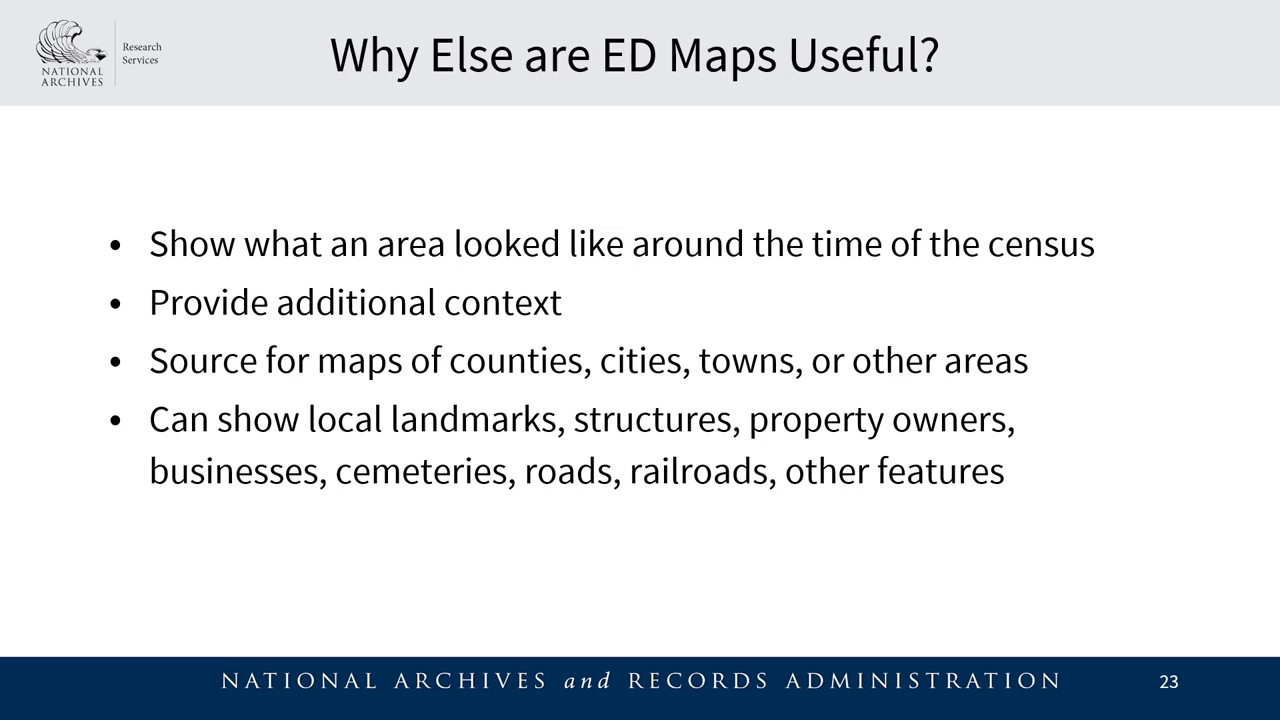 NATIONAL
ARCHIVES
Research
Services
Why Else are ED Maps Useful?
• Show what an area looked like around the time of the census
• Provide additional context
• Source for maps of counties, cities, towns, or other areas
• Can show local landmarks, structures, property owners,
businesses, cemeteries, roads, railroads, other features
NATIONAL ARCHIVES and RECORDS ADMINISTRATION
23